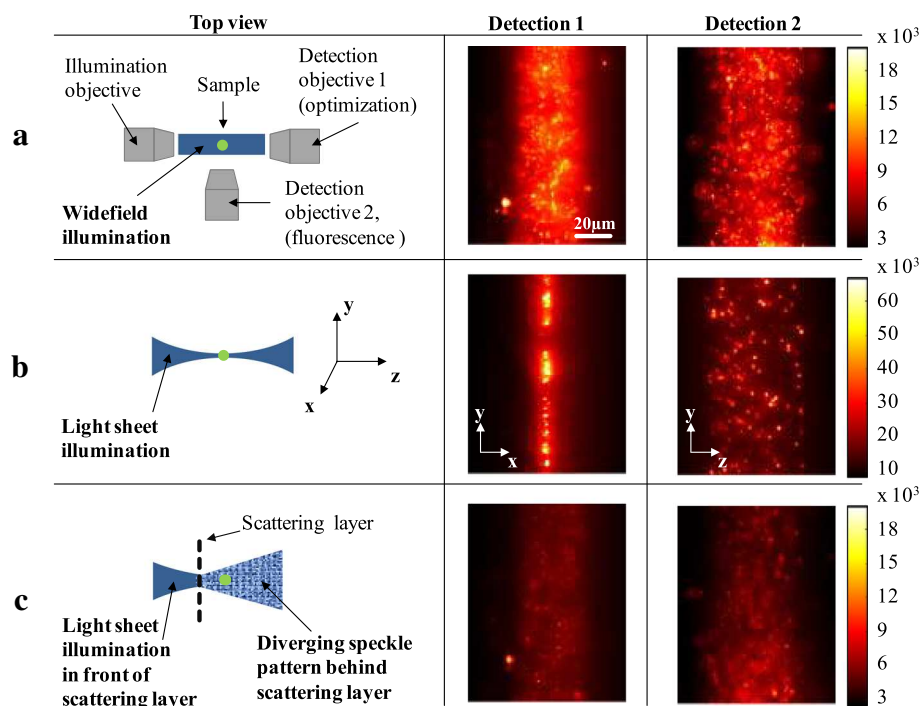 Top view
Detection 1
Detection 2
a
Illumination
objective
Sample
Detection
objective 1
(optimization)
Widefield
illumination
Detection
objective 2,
(fluorescence )
20µm
x 10³
18
15
12
9
6
3
b
Light sheet
illumination
y
z
x
y
x
y
z
x 10³
60
50
40
30
20
10
c
Scattering layer
Light sheet
illumination
in front of
scattering layer
Diverging speckle
pattern behind
scattering layer
x 10³
18
15
12
9
6
3